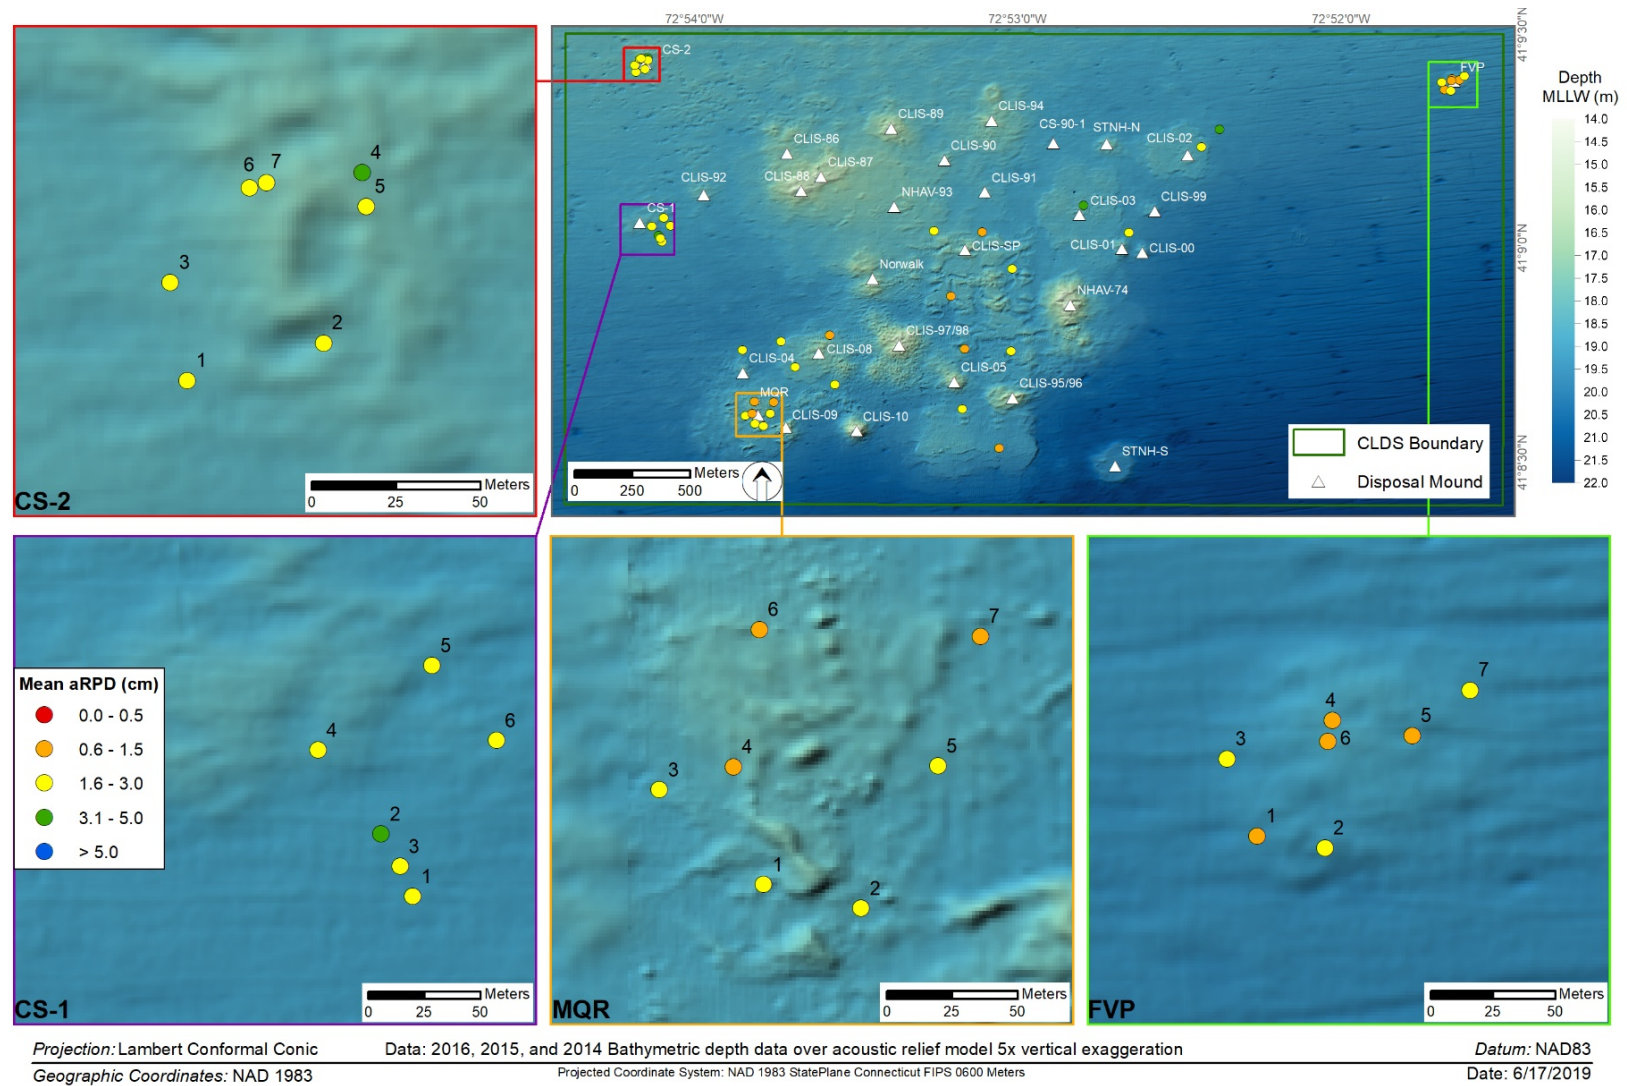 72°54'0"W
72°53'0"W
72°52'0"W
41°9'30"N
41°9'0"N
41°8'30"N
CS-2
FVP
CLIS-94
CLIS-89
CS-90-1
STNH-N
CLIS-02
CLIS-86
CLIS-90
CLIS-87
CLIS-88
CLIS-92
CLIS-91
NHAV-93
CLIS-03
CLIS-99
CS-1
CLIS-SP
CLIS-01
CLIS-00
Norwalk
NHAV-74
CLIS-97/98
CLIS-08
CLIS-04
CLIS-05
CLIS-95/96
MQR
CLIS-09
CLIS-10
STNH-S
Meters
0 250 500
CLDS Boundary
Disposal Mound
Depth
MLLW (m)
14.0
14.5
15.0
15.5
16.0
16.5
17.0
17.5
18.0
18.5
19.0
19.5
20.0
20.5
21.0
21.5
22.0
6 7 4
5
3
2
1
Meters
0 25 50
CS-2
5
6
4
2
3
1
Mean aRPD (cm)
0.0 - 0.5
0.6 - 1.5
1.6 - 3.0
3.1 - 5.0
> 5.0
Meters
0 25 50
CS-1
6
7
4
5
3
1
2
Meters
0 25 50
MQR
7
4
5
3
6
1
2
Meters
0 25 50
FVP
Projection: Lambert Conformal Conic
Data: 2016, 2015, and 2014 Bathymetric depth data over acoustic relief model 5x vertical exaggeration
Datum: NAD83
Geographic Coordinates: NAD 1983
Projected Coordinate System: NAD 1983 StatePlane Connecticut FIPS 0600 Meters
Date: 6/17/2019